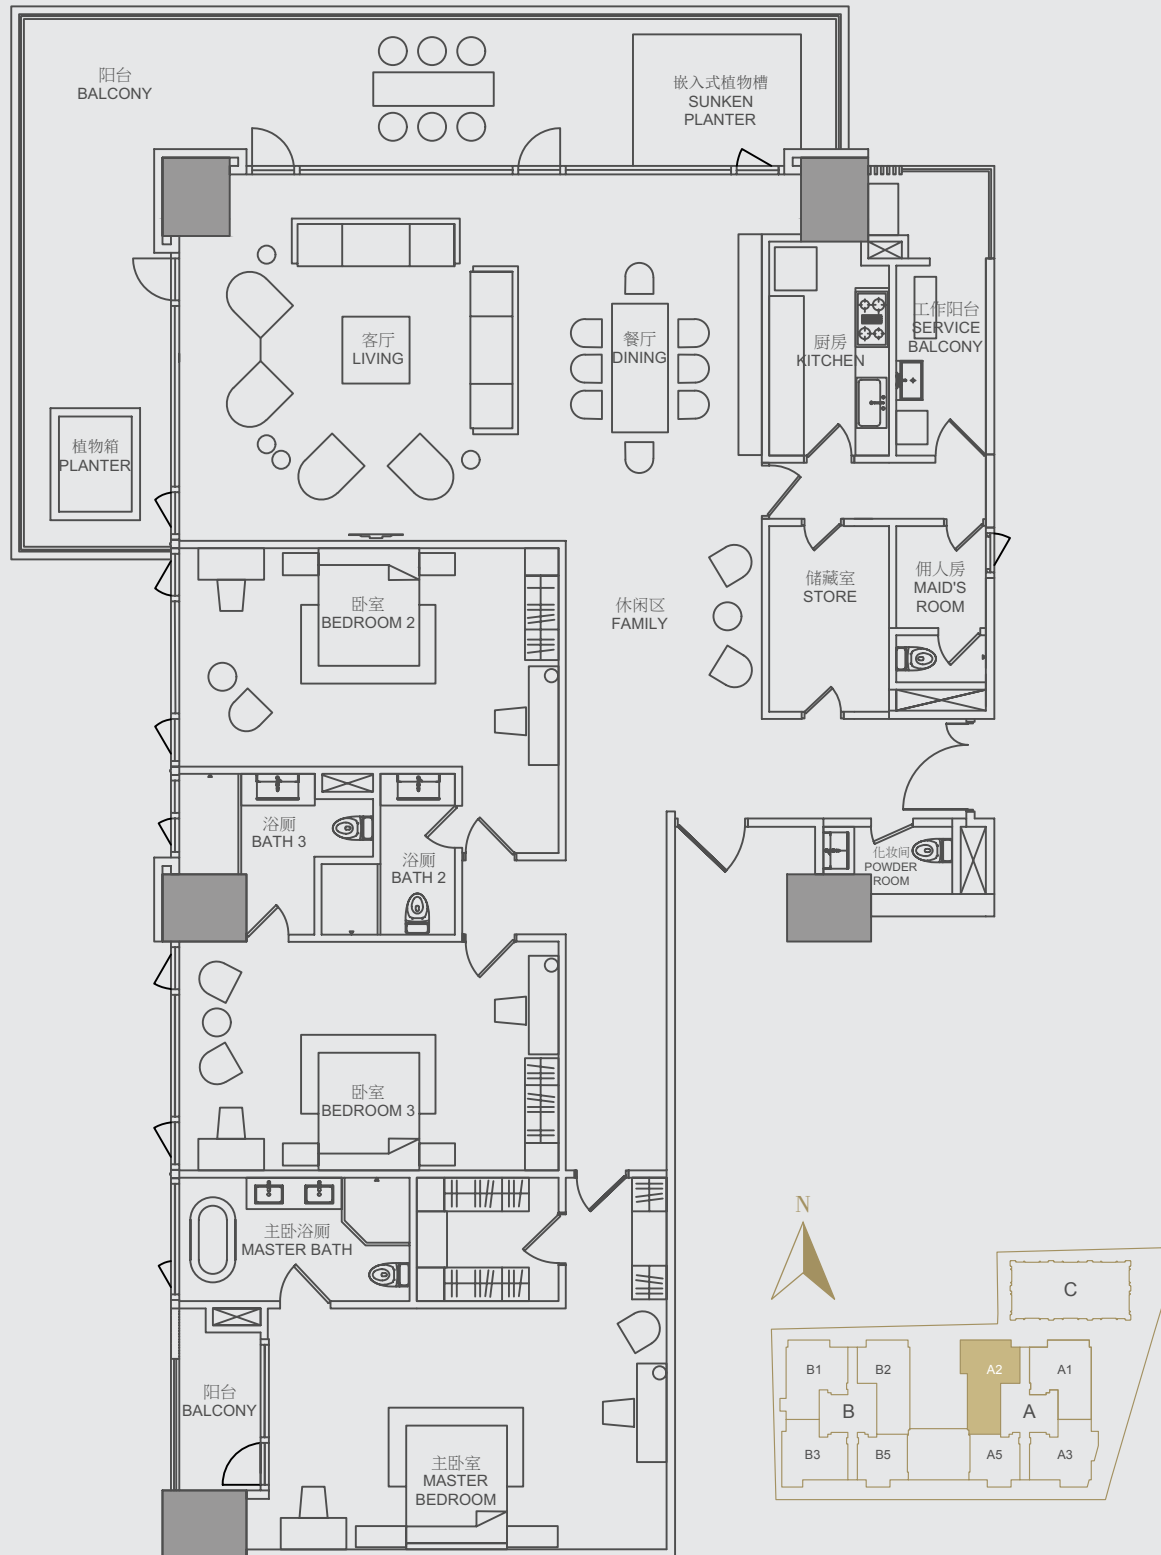 阳台
BALCONY
嵌入式植物槽
SUNKEN
PLANTER
客厅
LIVING
餐厅
DINING
厨房
KITCHEN
工作阳台
SERVICE
BALCONY
植物箱
PLANTER
卧室
BEDROOM 2
休闲区
FAMILY
储藏室
STORE
佣人房
MAID'S
ROOM
浴厕
BATH 3
浴厕
BATH 2
化妆间
POWDER
ROOM
卧室
BEDROOM 3
主卧浴厕
MASTER BATH
阳台
BALCONY
主卧室
MASTER
BEDROOM
N
C
B1
B2
A2
A1
B
A
B3
B5
A5
A3